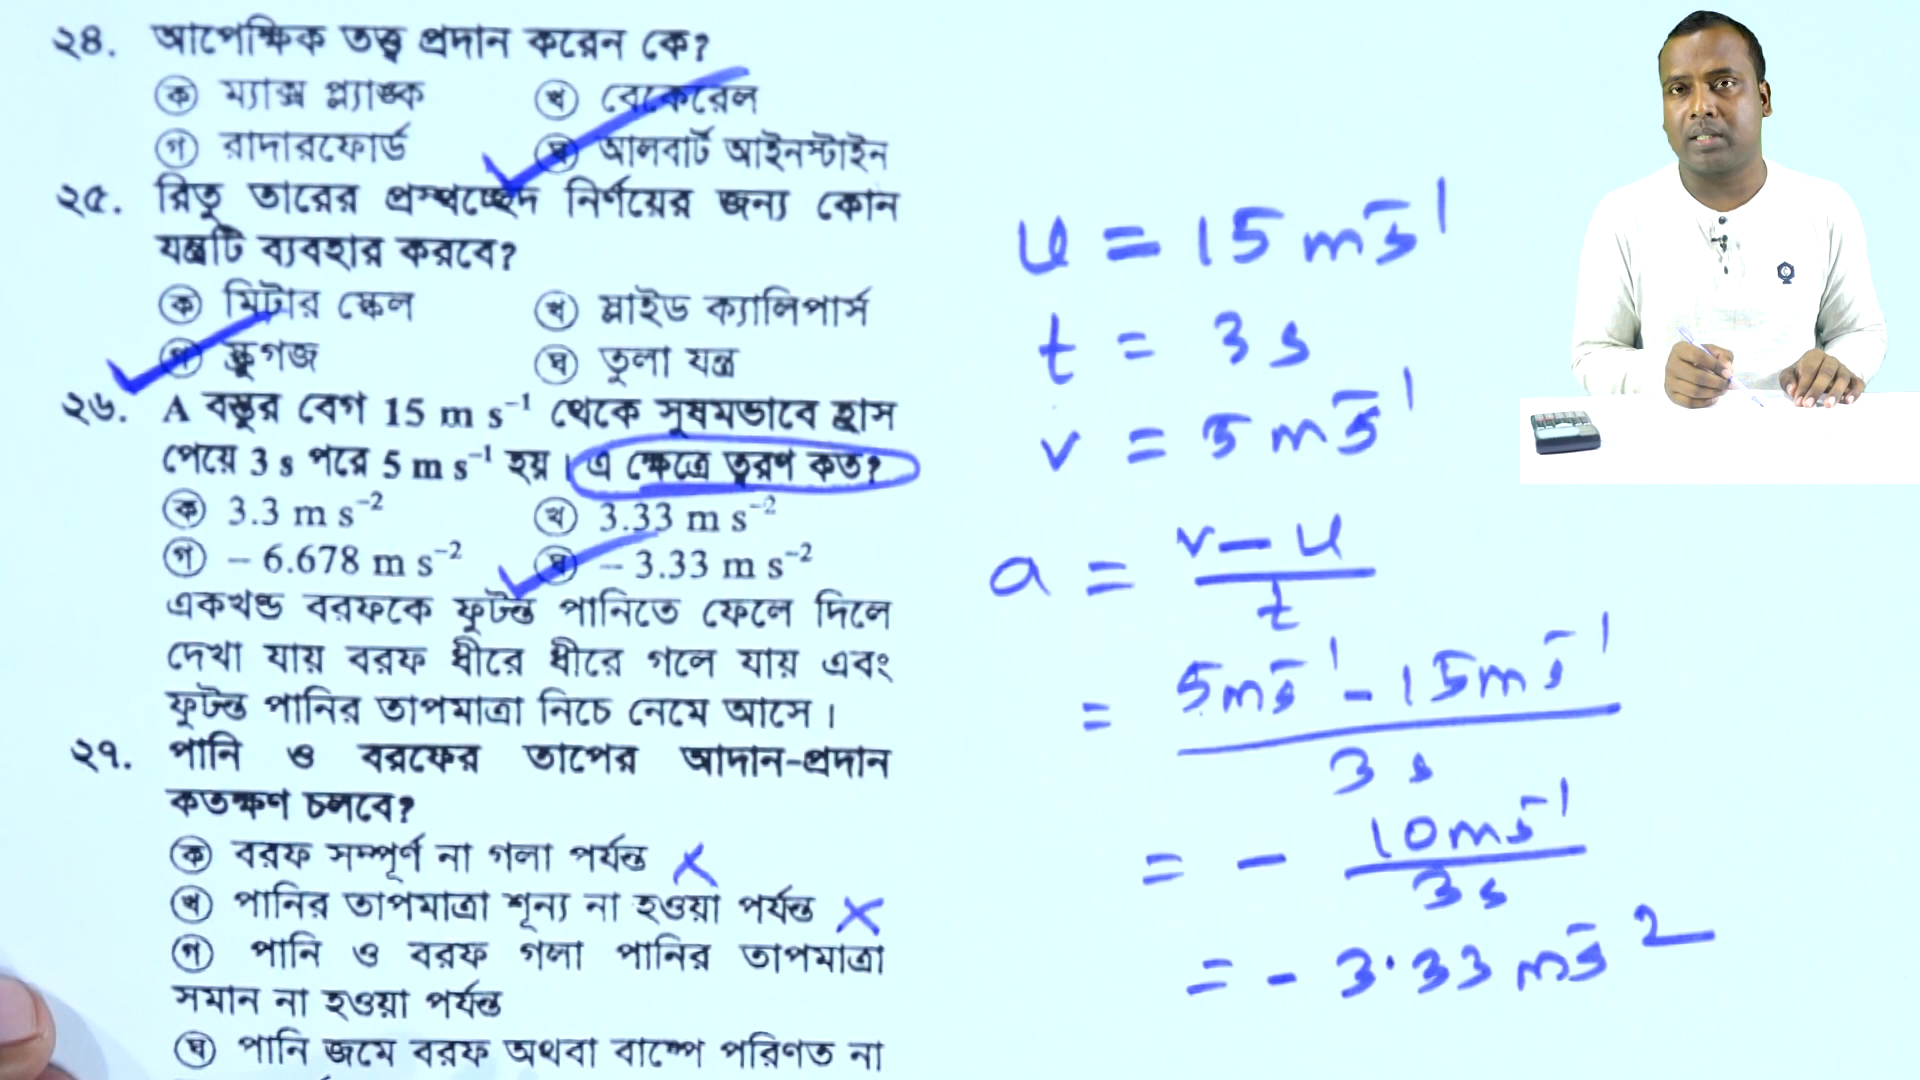 ২৪. আপেক্ষিক তত্ত্ব প্রদান করেন কে?
ক ম্যাক্স প্ল্যাঙ্ক খ বেকেরেল
গ রাদারফোর্ড ঘ আলবার্ট আইনস্টাইন
২৫. রিতু তারের প্রস্থচ্ছেদ নির্ণয়ের জন্য কোন
যন্ত্রটি ব্যবহার করবে?
ক মিটার স্কেল খ স্লাইড ক্যালিপার্স
গ স্ক্রুগজ ঘ তুলা যন্ত্র
২৬. A বস্তুর বেগ 15 m s⁻¹ থেকে সুষমভাবে হ্রাস
পেয়ে 3 s পরে 5 m s⁻¹ হয়। এ ক্ষেত্রে ত্বরণ কত?
ক 3.3 m s⁻² খ 3.33 m s⁻²
গ – 6.678 m s⁻² ঘ – 3.33 m s⁻²
একখণ্ড বরফকে ফুটন্ত পানিতে ফেলে দিলে
দেখা যায় বরফ ধীরে ধীরে গলে যায় এবং
ফুটন্ত পানির তাপমাত্রা নিচে নেমে আসে।
২৭. পানি ও বরফের তাপের আদান-প্রদান
কতক্ষণ চলবে?
ক বরফ সম্পূর্ণ না গলা পর্যন্ত
খ পানির তাপমাত্রা শূন্য না হওয়া পর্যন্ত
গ পানি ও বরফ গলা পানির তাপমাত্রা
সমান না হওয়া পর্যন্ত
ঘ পানি জমে বরফ অথবা বাষ্পে পরিণত না
u = 15 ms⁻¹
t = 3 s
v = 5 ms⁻¹
a = v – u
t
= 5ms⁻¹ – 15ms⁻¹
3 s
= – 10ms⁻¹
3s
= – 3.33 ms⁻²